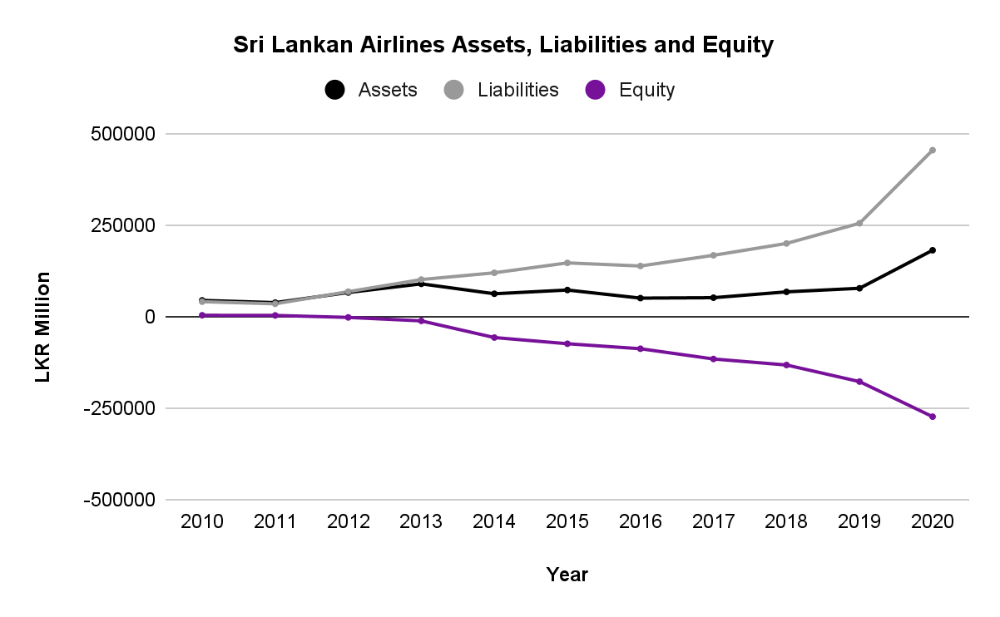 Sri Lankan Airlines Assets, Liabilities and Equity
Assets Liabilities Equity
500000
250000
0
-250000
-500000
LKR Million
2010 2011 2012 2013 2014 2015 2016 2017 2018 2019 2020
Year